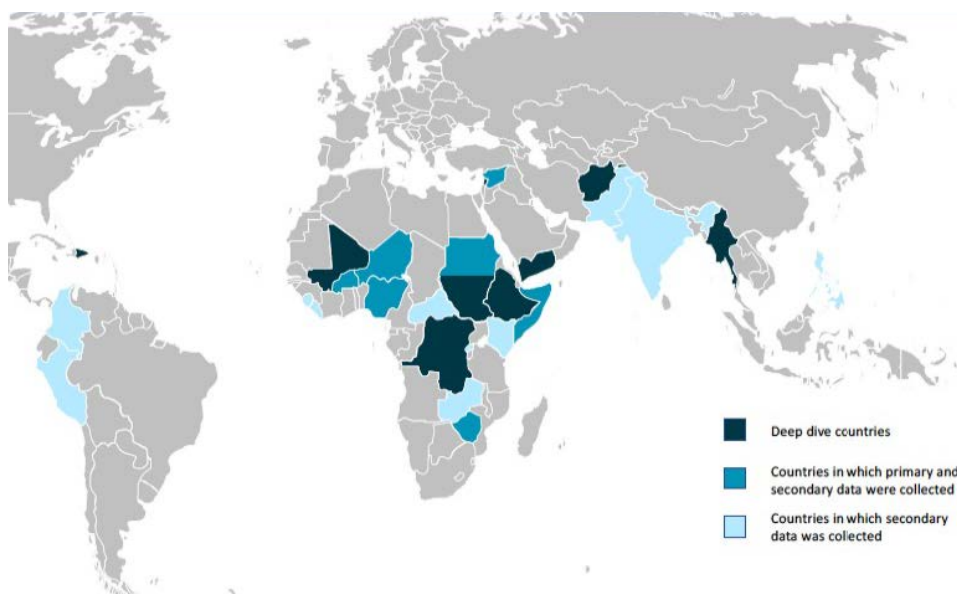 Deep dive countries
Countries in which primary and
secondary data were collected
Countries in which secondary
data was collected